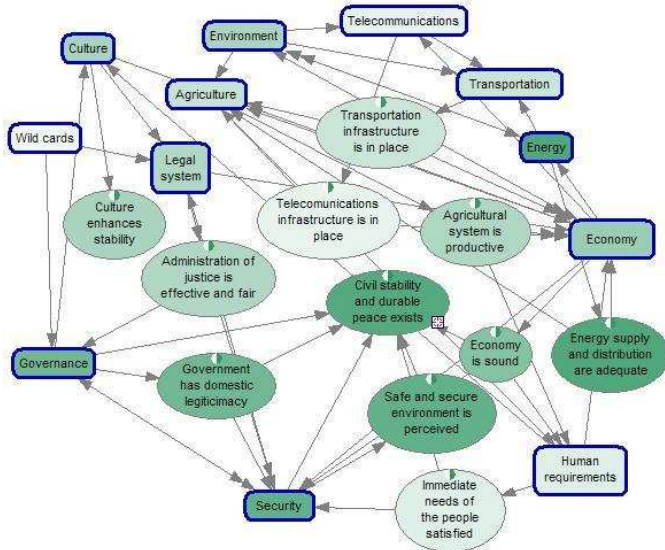 Telecommunications
Culture
Environment
Agriculture
Transportation
Transportation
infrastructure
is in place
Wild cards
Energy
Legal
system
Culture
enhances
stability
Telecommunications
infrastructure is in
place
Agricultural
system is
productive
Economy
Administration of
justice is
effective and fair
Civil stability
and durable
peace exists
Governance
Government
has domestic
legiticimacy
Economy
is sound
Energy supply
and distribution
are adequate
Safe and secure
environment is
perceived
Human
requirements
Security
Immediate
needs of
the people
satisfied